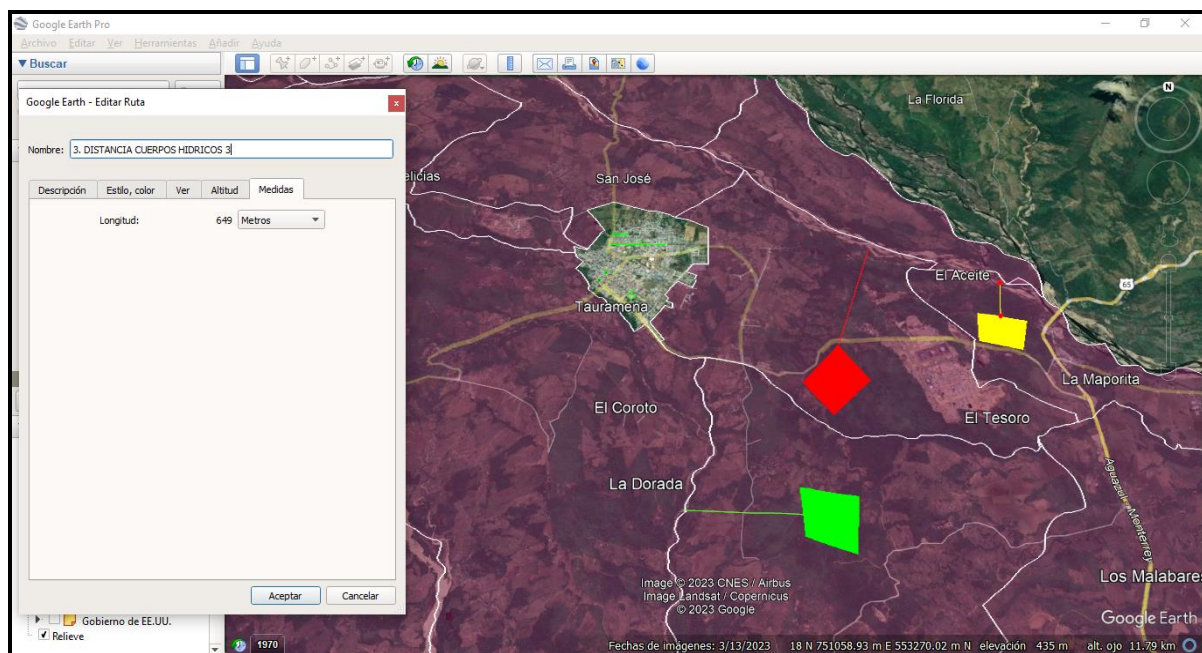 Google Earth Pro
Archivo Editar Ver Herramientas Añadir Ayuda
▼ Buscar
Google Earth - Editar Ruta
Nombre: 3. DISTANCIA CUERPOS HIDRICOS 3
Descripción Estilo, color Ver Altitud Medidas
Longitud: 649 Metros
Aceptar Cancelar
Gobierno de EE.UU.
Relieve
1970
La Florida
N
elicias
San José
El Aceite
65
Tauramena
La Maporita
El Coroto
El Tesoro
La Dorada
Aguazul Monterrey
Los Malabares
Image © 2023 CNES / Airbus
Image Landsat / Copernicus
© 2023 Google
Google Earth
Fechas de imágenes: 3/13/2023 18 N 751058.93 m E 553270.02 m N elevación 435 m alt. ojo 11.79 km